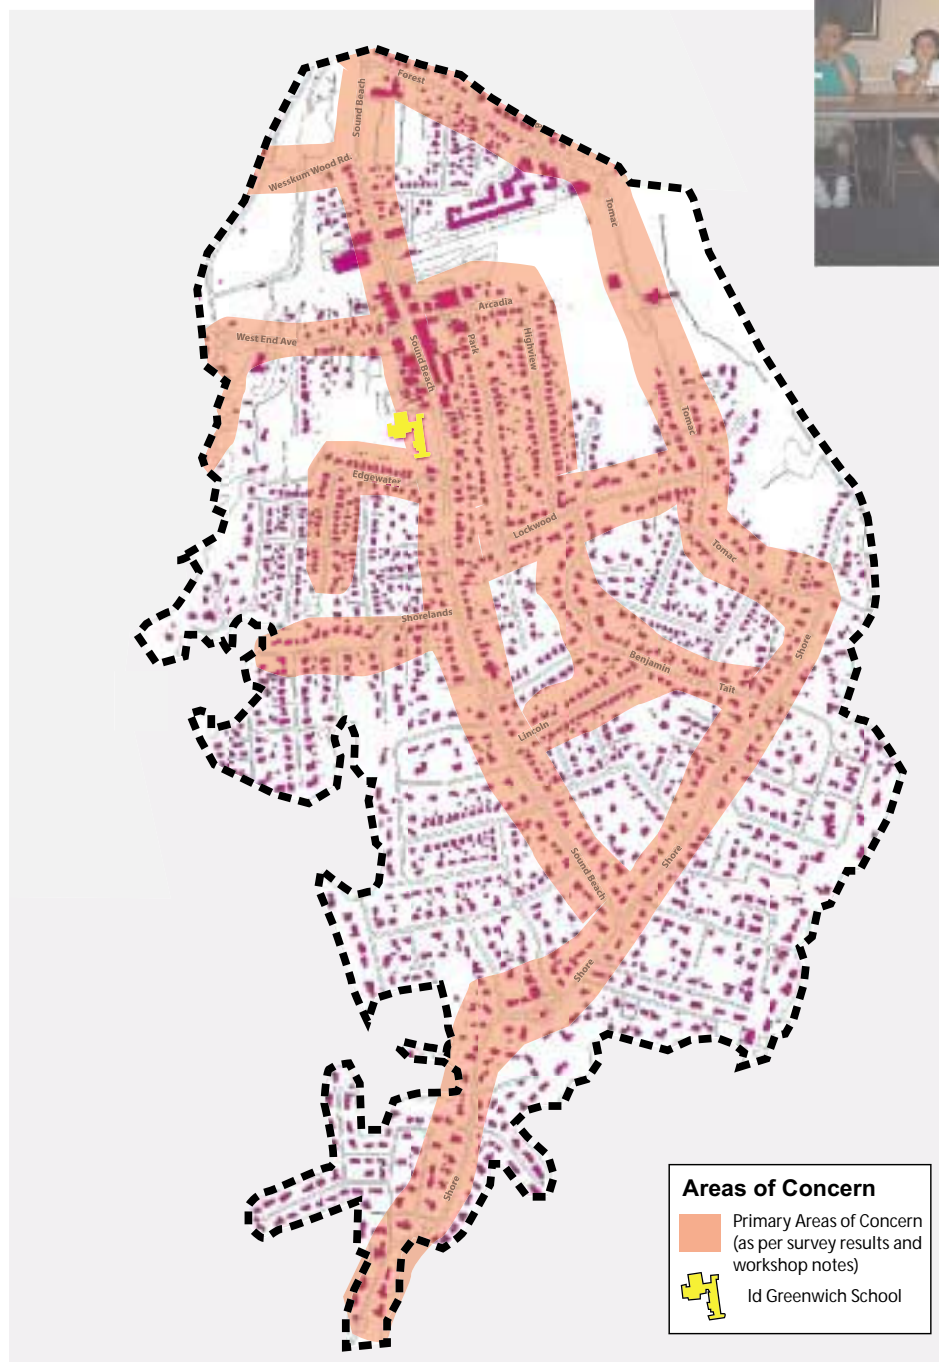 Forest
Sound Beach
Wesskum Wood Rd.
Tomac
Arcadia
West End Ave
Park
Highview
Sound Beach
Tomac
Edgewater
Lockwood
Tomac
Shorelands
Shore
Benjamin
Tait
Lincoln
Sound Beach
Shore
Shore
Shore
Areas of Concern
Primary Areas of Concern
(as per survey results and
workshop notes)
ld Greenwich School